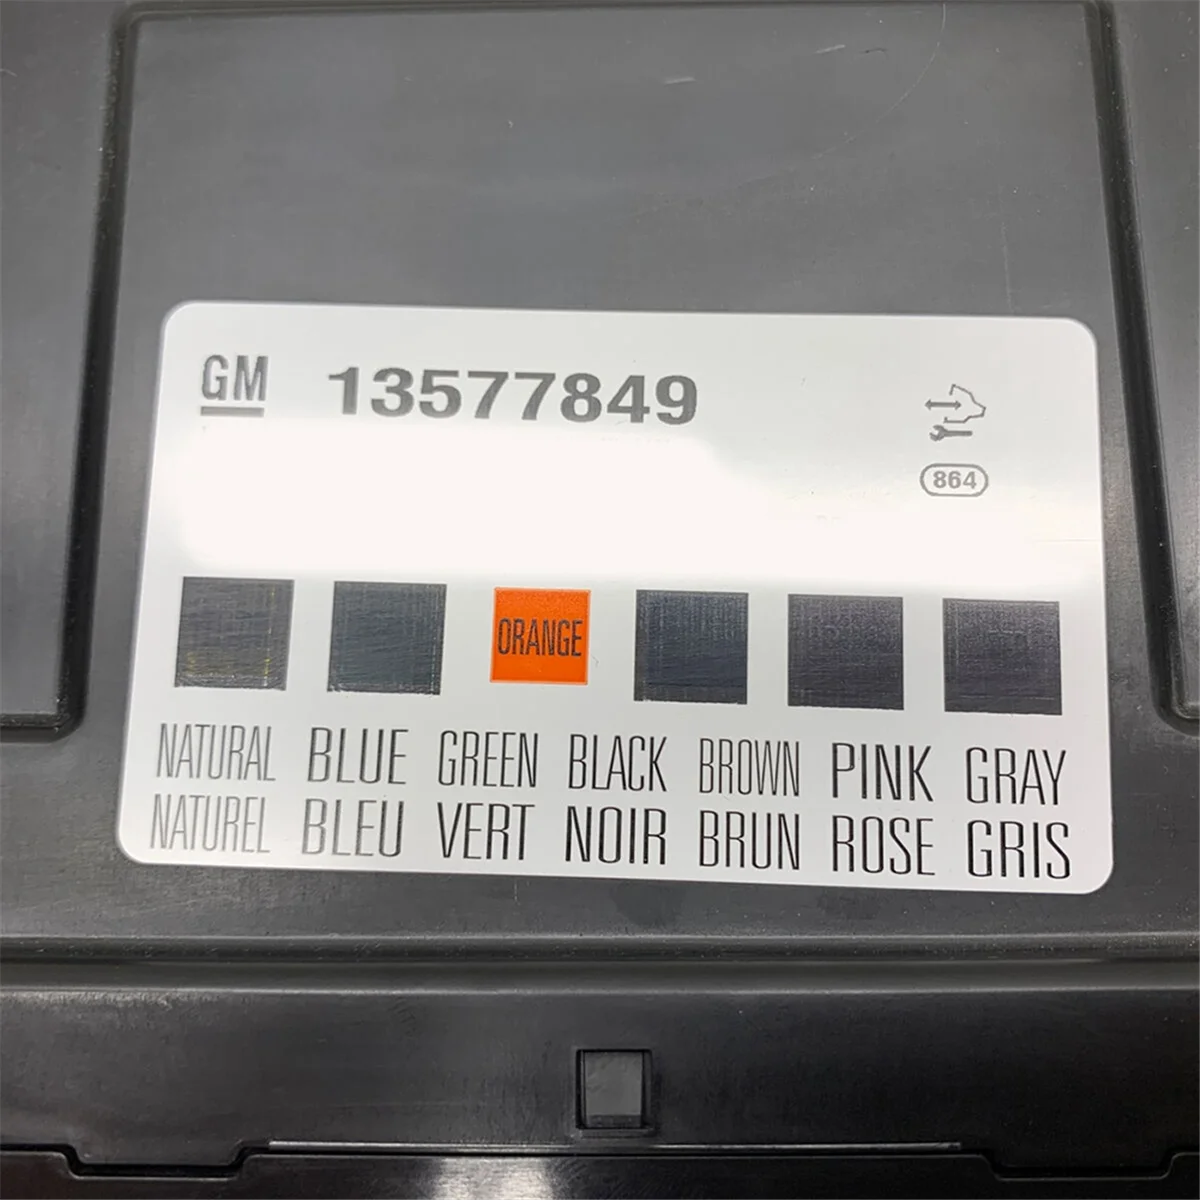 GM 13577849
864
ORANGE
NATURAL BLUE GREEN BLACK BROWN PINK GRAY
NATUREL BLEU VERT NOIR BRUN ROSE GRIS